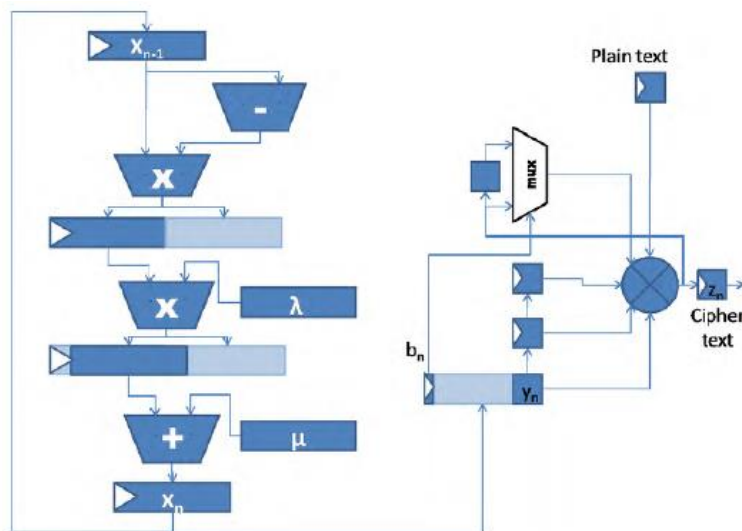 Xn-1
-
X
X
λ
+
μ
xn
Plain text
mux
zn
Cipher
text
bn
yn